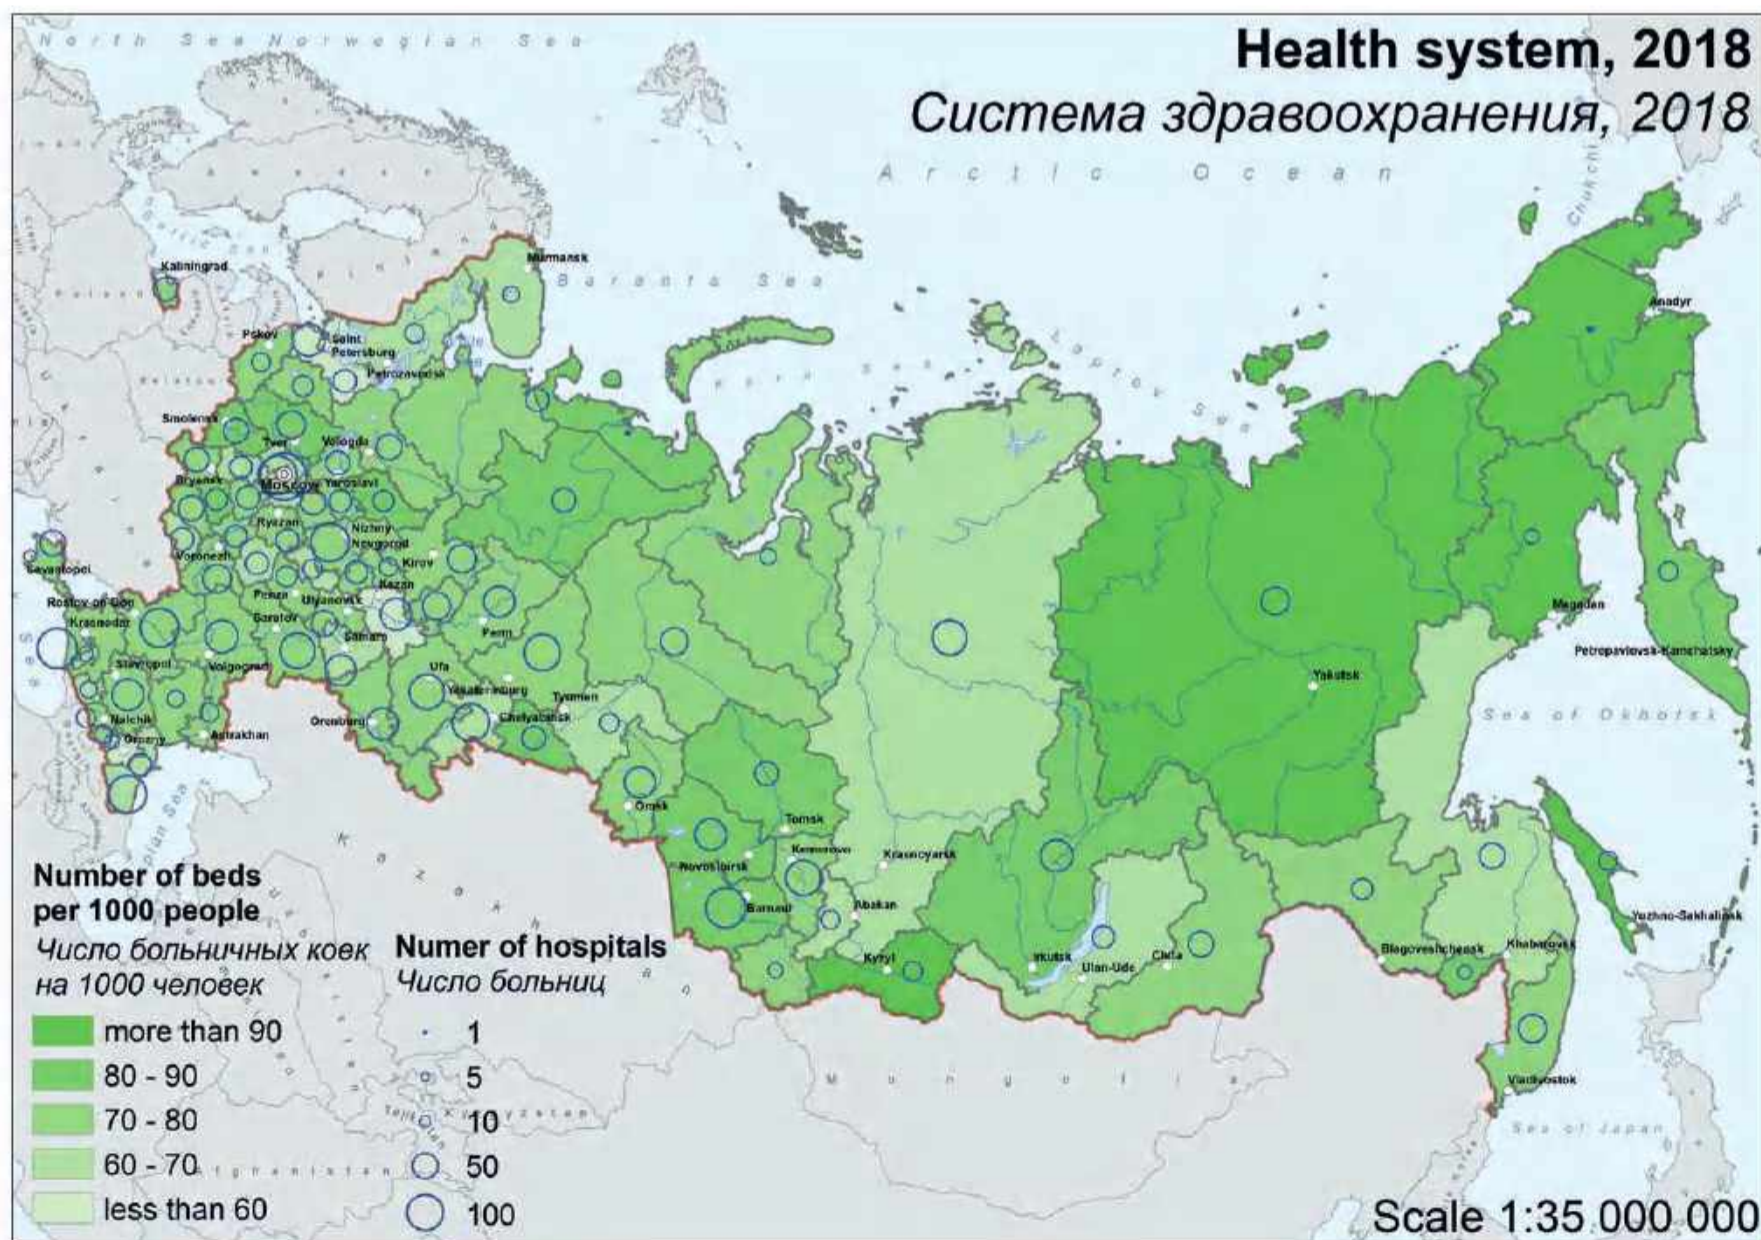 North Sea
Norwegian Sea
Health system, 2018
Система здравоохранения, 2018
Arctic Ocean
Chukchi
Barants Sea
Laptev Sea
Murmansk
Kaliningrad
Anadyr
Pskov
Saint
Petersburg
Petrozavodsk
Smolensk
Tver
Vologda
Bryansk
Moscow
Yaroslavl
Ryazan
Nizhny
Novgorod
Voronezh
Kirov
Kazan
Penza
Ulyanovsk
Rostov-on-Don
Krasnodar
Saratov
Samara
Perm
Magadan
Petropavlovsk-Kamchatsky
Stavropol
Volgograd
Ufa
Yekaterinburg
Tyumen
Yakutsk
Nalchik
Orenburg
Chelyabinsk
Sea of Okhotsk
Grozny
Astrakhan
Omsk
Tomsk
Novosibirsk
Kemerovo
Krasnoyarsk
Barnaul
Abakan
Kyzyl
Irkutsk
Ulan-Ude
Chita
Blagoveshchensk
Khabarovsk
Yuzhno-Sakhalinsk
Vladivostok
Sea of Japan
Kazakhstan
Mongolia
Kyrgyzstan
Afghanistan
Number of beds
per 1000 people
Число больничных коек
на 1000 человек
more than 90
80 - 90
70 - 80
60 - 70
less than 60
Numer of hospitals
Число больниц
1
5
10
50
100
Scale 1:35 000 000